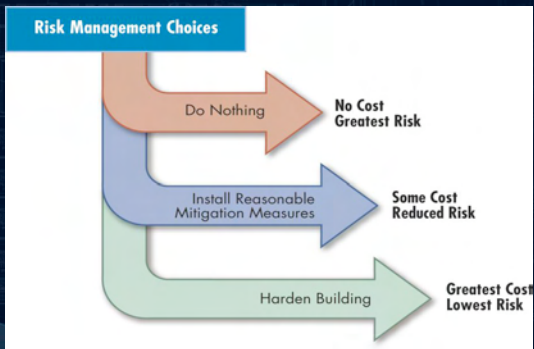 Risk Management Choices
Do Nothing
No Cost
Greatest Risk
Install Reasonable
Mitigation Measures
Some Cost
Reduced Risk
Harden Building
Greatest Cost
Lowest Risk